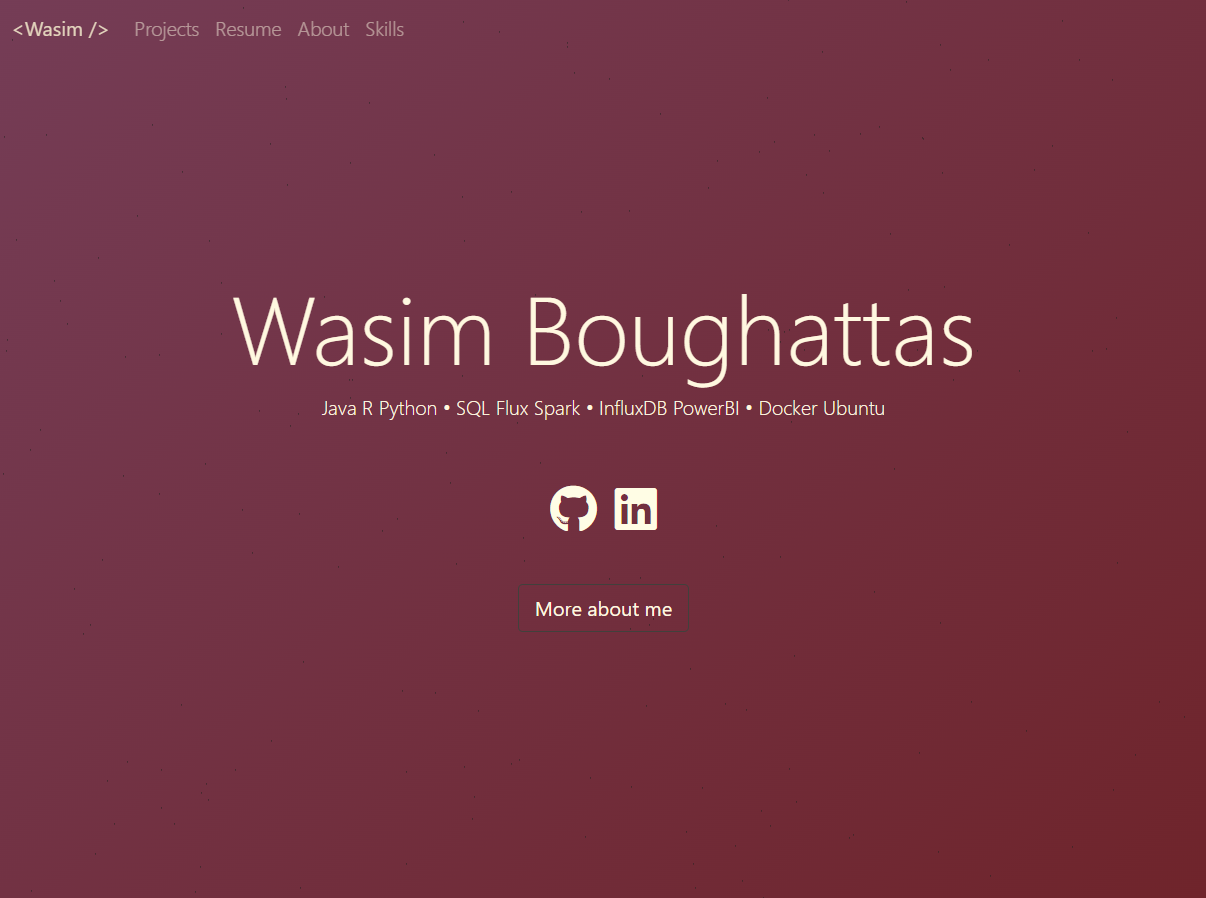 <Wasim /> Projects Resume About Skills
Wasim Boughattas
Java R Python • SQL Flux Spark • InfluxDB PowerBI • Docker Ubuntu
in
More about me